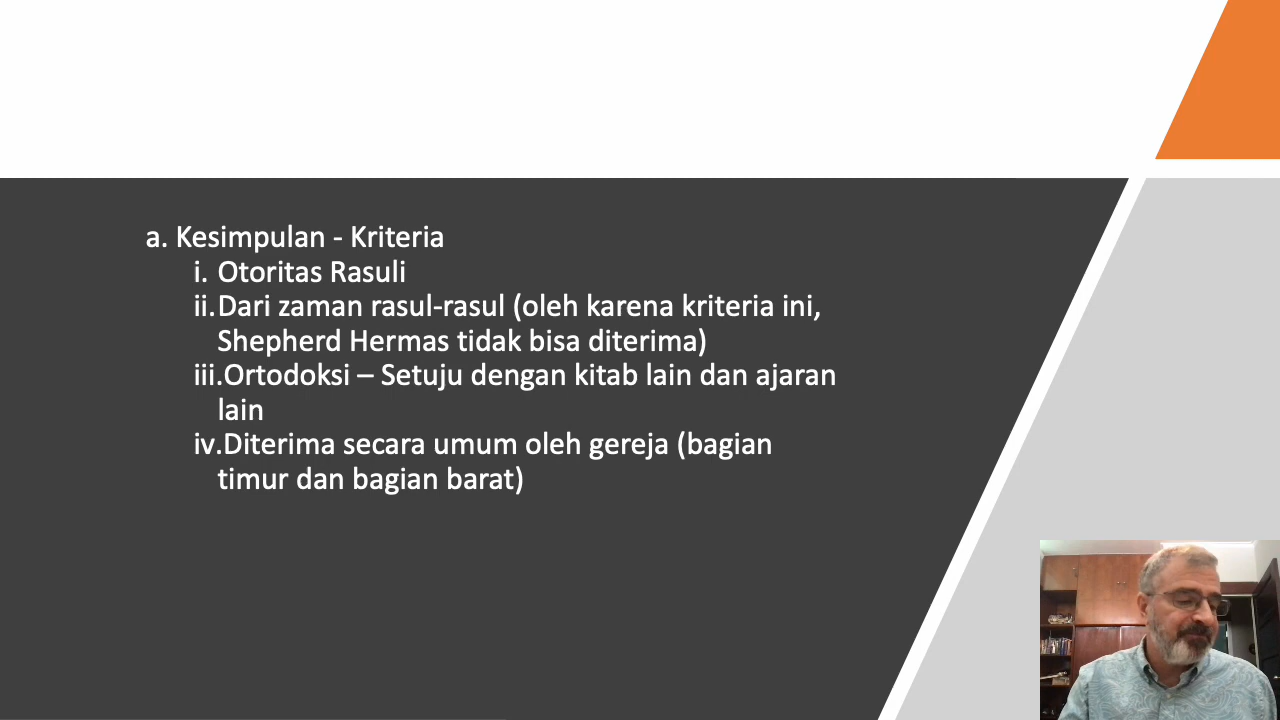 a. Kesimpulan - Kriteria
i. Otoritas Rasuli
ii.Dari zaman rasul-rasul (oleh karena kriteria ini,
Shepherd Hermas tidak bisa diterima)
iii.Ortodoksi – Setuju dengan kitab lain dan ajaran
lain
iv.Diterima secara umum oleh gereja (bagian
timur dan bagian barat)